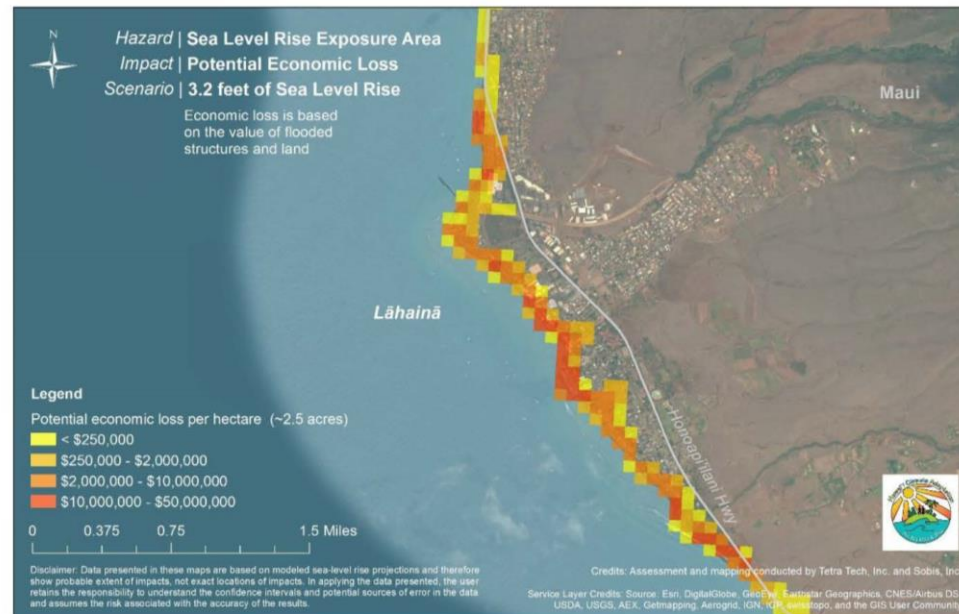 N
Hazard | Sea Level Rise Exposure Area
Impact | Potential Economic Loss
Scenario | 3.2 feet of Sea Level Rise
Economic loss is based
on the value of flooded
structures and land
Maui
Lāhainā
Honoapi'ilani Hwy
Legend
Potential economic loss per hectare (~2.5 acres)
< $250,000
$250,000 - $2,000,000
$2,000,000 - $10,000,000
$10,000,000 - $50,000,000
0 0.375 0.75 1.5 Miles
Disclaimer: Data presented in these maps are based on modeled sea-level rise projections and therefore
show probable extent of impacts, not exact locations of impacts. In applying the data presented, the user
retains the responsibility to understand the confidence intervals and potential sources of error in the data
and assumes the risk associated with the accuracy of the results.
Credits: Assessment and mapping conducted by Tetra Tech, Inc. and Sobis, Inc
Service Layer Credits: Source: Esri, DigitalGlobe, GeoEye, Earthstar Geographics, CNES/Airbus DS
USDA, USGS, AEX, Getmapping, Aerogrid, IGN, IGP, swisstopo, and the GIS User Communi